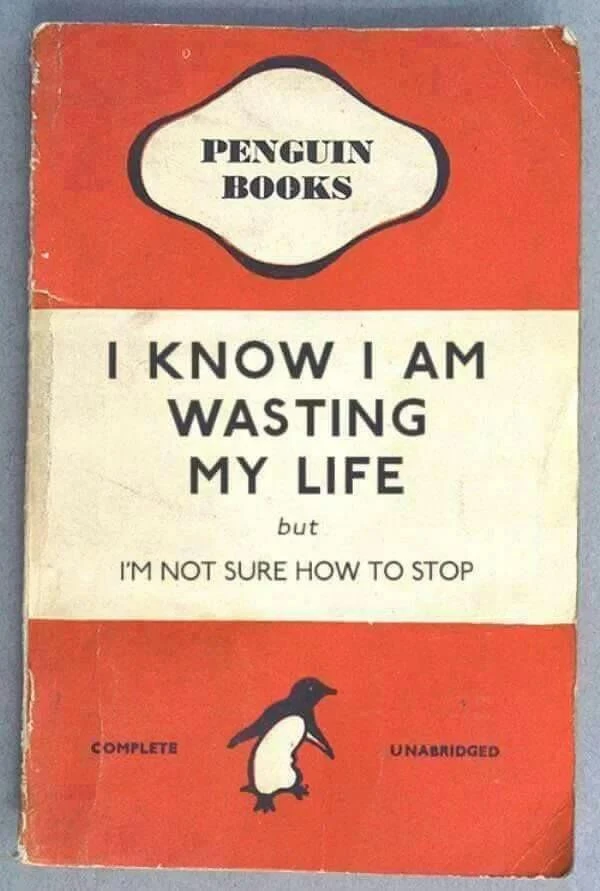 PENGUIN
BOOKS
I KNOW I AM
WASTING
MY LIFE
but
I'M NOT SURE HOW TO STOP
COMPLETE
UNABRIDGED